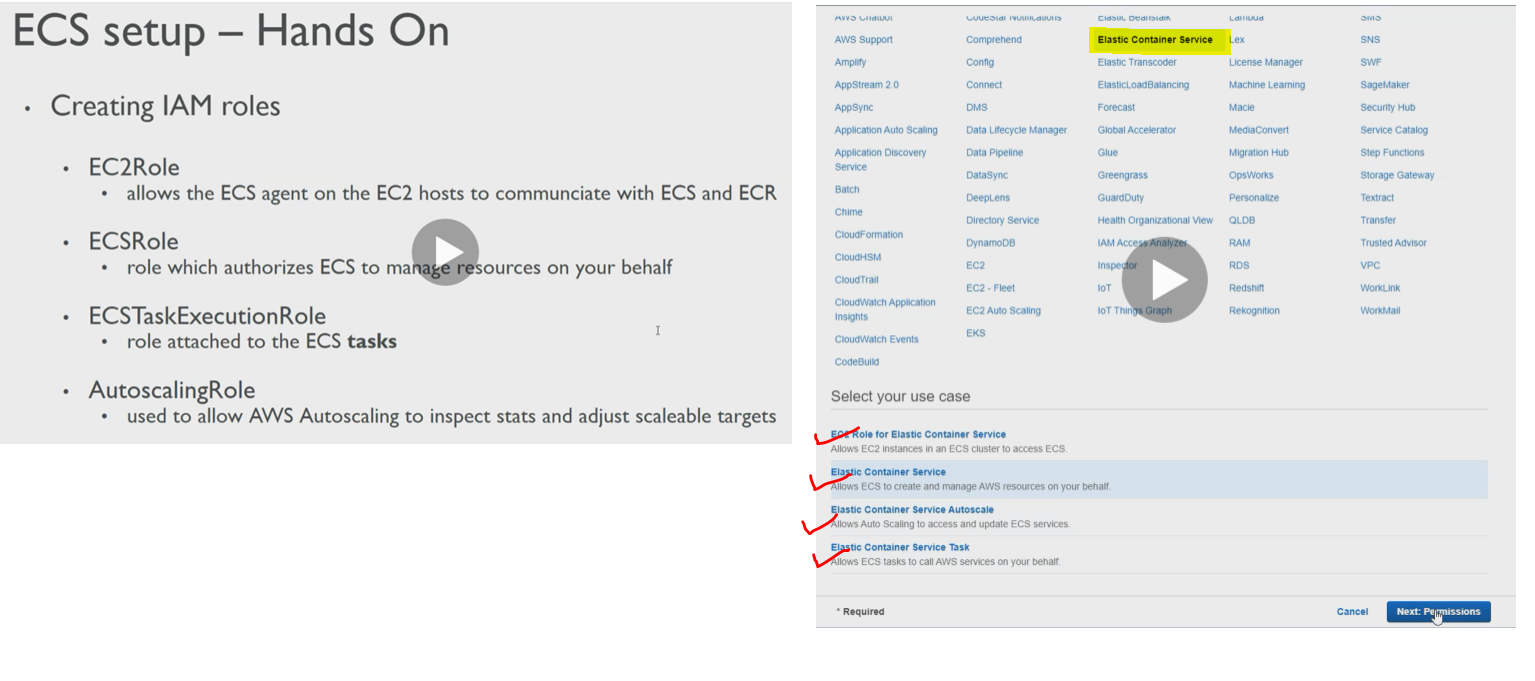 ECS setup – Hands On
• Creating IAM roles
• EC2Role
• allows the ECS agent on the EC2 hosts to communciate with ECS and ECR
• ECSRole
• role which authorizes ECS to manage resources on your behalf
• ECSTaskExecutionRole
• role attached to the ECS tasks
• AutoscalingRole
• used to allow AWS Autoscaling to inspect stats and adjust scaleable targets
AWS Chatbot
AWS Support
Amplify
AppStream 2.0
AppSync
Application Auto Scaling
Application Discovery
Service
Batch
Chime
CloudFormation
CloudHSM
CloudTrail
CloudWatch Application
Insights
CloudWatch Events
CodeBuild
CodeStar Notifications
Comprehend
Config
Connect
DMS
Data Lifecycle Manager
Data Pipeline
DataSync
DeepLens
Directory Service
DynamoDB
EC2
EC2 - Fleet
EC2 Auto Scaling
EKS
Elastic Beanstalk
Elastic Container Service
Elastic Transcoder
ElasticLoadBalancing
Forecast
Global Accelerator
Glue
Greengrass
GuardDuty
Health Organizational View
IAM Access Analyzer
Inspector
IoT
IoT Things Graph
Lambda
Lex
License Manager
Machine Learning
Macie
MediaConvert
Migration Hub
OpsWorks
Personalize
QLDB
RAM
RDS
Redshift
Rekognition
SMS
SNS
SWF
SageMaker
Security Hub
Service Catalog
Step Functions
Storage Gateway
Textract
Transfer
Trusted Advisor
VPC
WorkLink
WorkMail
Select your use case
EC2 Role for Elastic Container Service
Allows EC2 instances in an ECS cluster to access ECS.
Elastic Container Service
Allows ECS to create and manage AWS resources on your behalf.
Elastic Container Service Autoscale
Allows Auto Scaling to access and update ECS services.
Elastic Container Service Task
Allows ECS tasks to call AWS services on your behalf.
* Required
Cancel
Next: Permissions